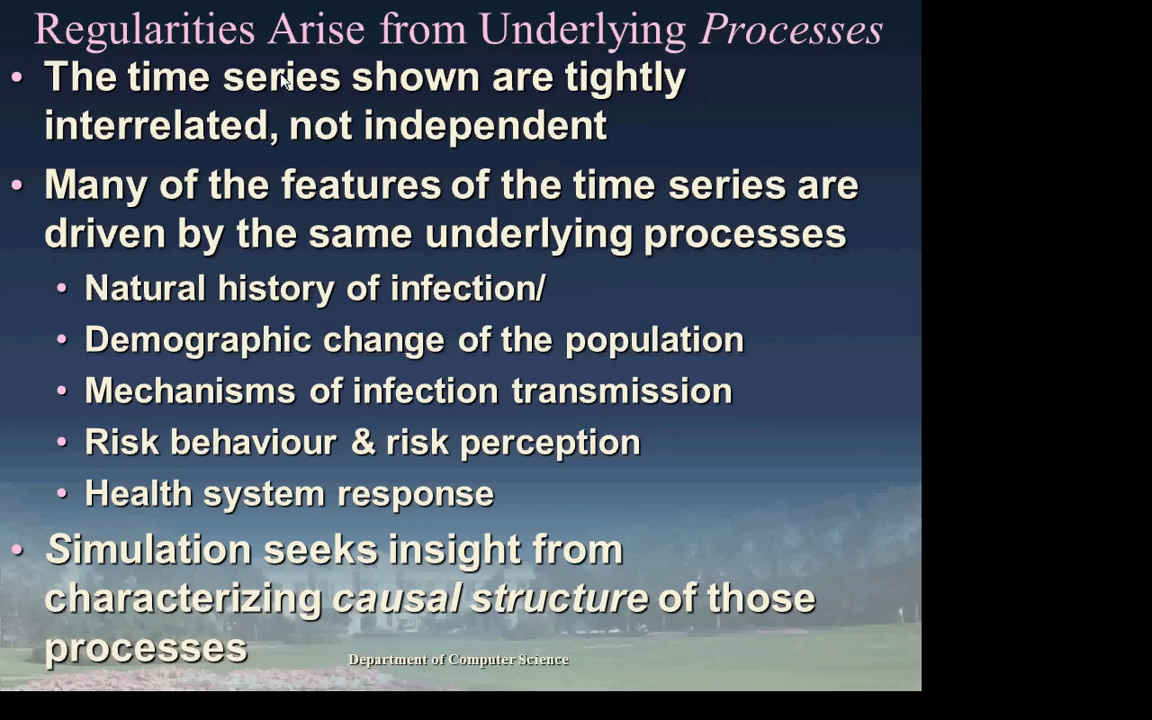 Regularities Arise from Underlying Processes
• The time series shown are tightly
interrelated, not independent
• Many of the features of the time series are
driven by the same underlying processes
• Natural history of infection/
• Demographic change of the population
• Mechanisms of infection transmission
• Risk behaviour & risk perception
• Health system response
• Simulation seeks insight from
characterizing causal structure of those
processes
Department of Computer Science